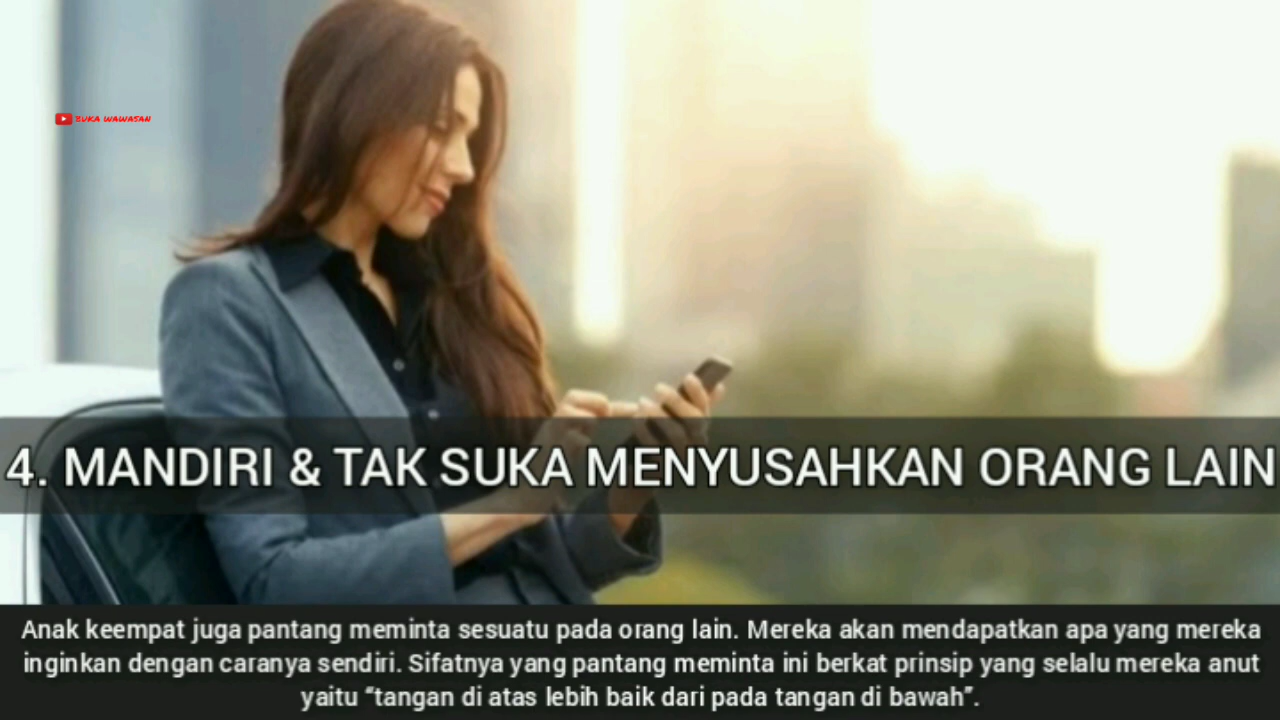 ZUKA WAWASAN
4. MANDIRI & TAK SUKA MENYUSAHKAN ORANG LAIN
Anak keempat juga pantang meminta sesuatu pada orang lain. Mereka akan mendapatkan apa yang mereka
inginkan dengan caranya sendiri. Sifatnya yang pantang meminta ini berkat prinsip yang selalu mereka anut
yaitu “tangan di atas lebih baik dari pada tangan di bawah”.